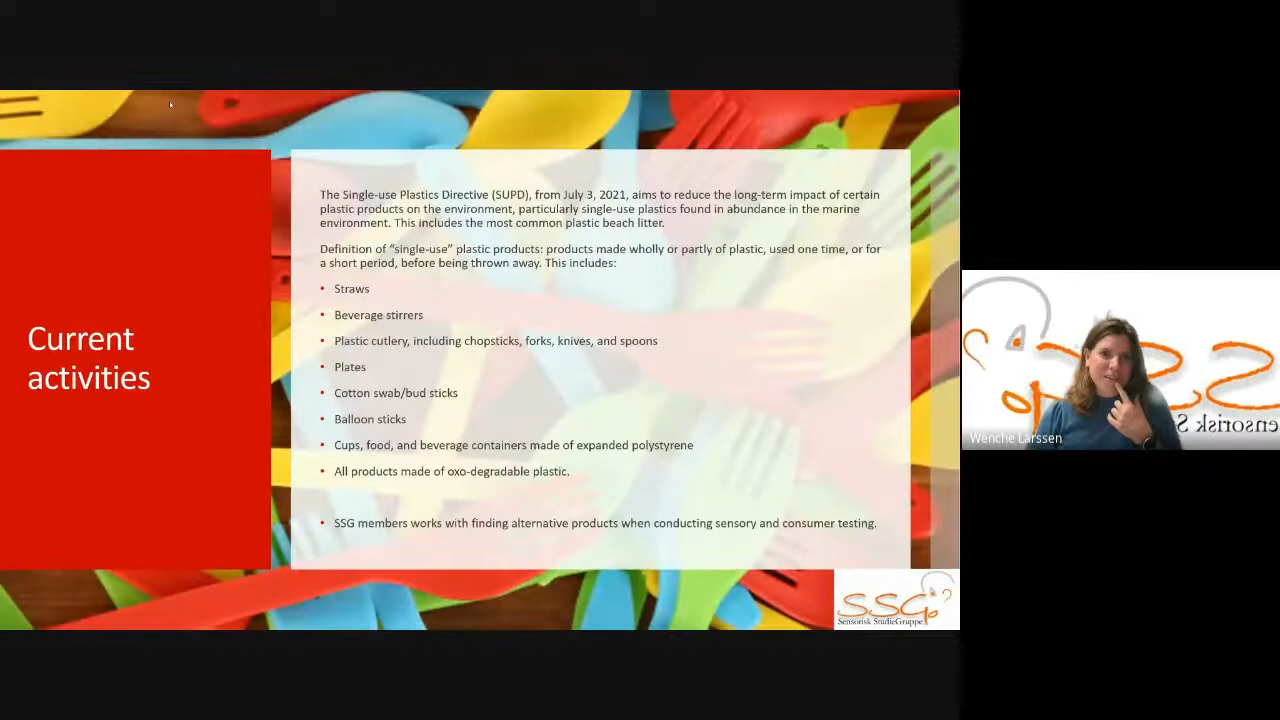 Current
activities
The Single-use Plastics Directive (SUPD), from July 3, 2021, aims to reduce the long-term impact of certain
plastic products on the environment, particularly single-use plastics found in abundance in the marine
environment. This includes the most common plastic beach litter.
Definition of “single-use” plastic products: products made wholly or partly of plastic, used one time, or for
a short period, before being thrown away. This includes:
• Straws
• Beverage stirrers
• Plastic cutlery, including chopsticks, forks, knives, and spoons
• Plates
• Cotton swab/bud sticks
• Balloon sticks
• Cups, food, and beverage containers made of expanded polystyrene
• All products made of oxo-degradable plastic.
• SSG members works with finding alternative products when conducting sensory and consumer testing.
SSG
Sensorisk StudieGruppe
SSG
ensorisk S
Wenche Larssen